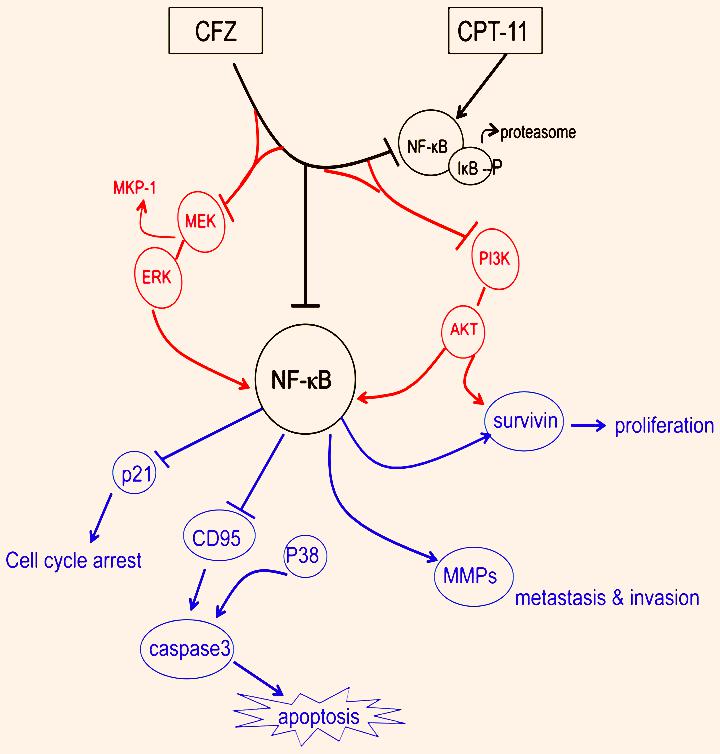 CFZ
CPT-11
NF-κB
IκB
P
proteasome
MKP-1
MEK
ERK
PI3K
AKT
NF-κB
survivin
proliferation
p21
Cell cycle arrest
CD95
P38
MMPs
metastasis & invasion
caspase3
apoptosis